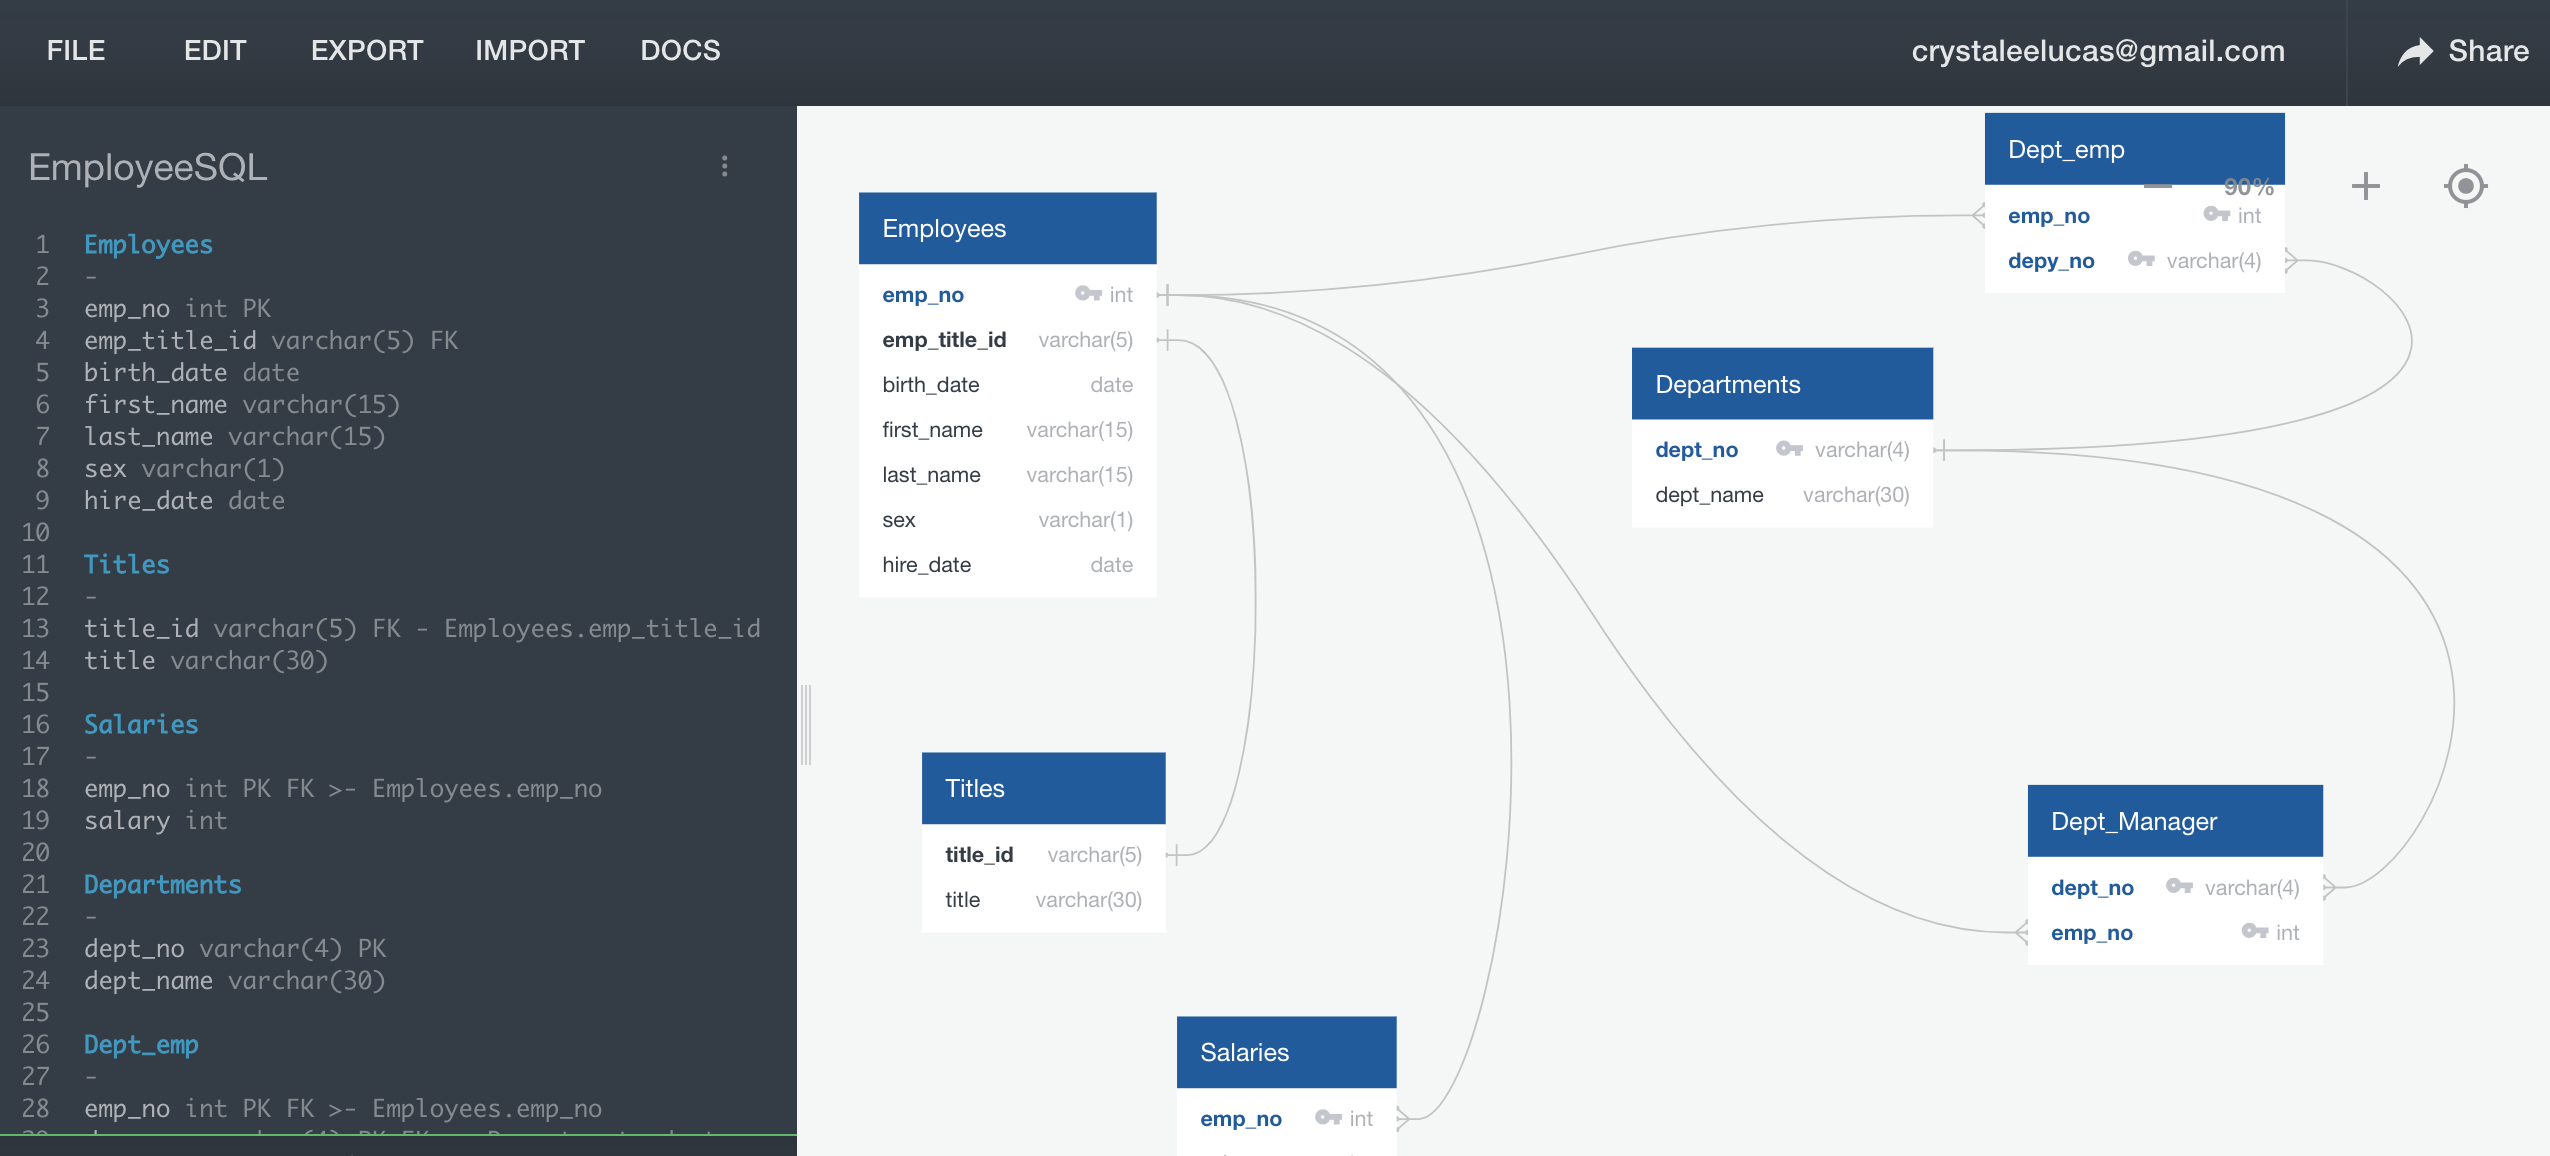 FILE EDIT EXPORT IMPORT DOCS crystaleelucas@gmail.com Share
EmployeeSQL
1 Employees
2 -
3 emp_no int PK
4 emp_title_id varchar(5) FK
5 birth_date date
6 first_name varchar(15)
7 last_name varchar(15)
8 sex varchar(1)
9 hire_date date
10
11 Titles
12 -
13 title_id varchar(5) FK - Employees.emp_title_id
14 title varchar(30)
15
16 Salaries
17 -
18 emp_no int PK FK >- Employees.emp_no
19 salary int
20
21 Departments
22 -
23 dept_no varchar(4) PK
24 dept_name varchar(30)
25
26 Dept_emp
27 -
28 emp_no int PK FK >- Employees.emp_no
Employees
emp_no int
emp_title_id varchar(5)
birth_date date
first_name varchar(15)
last_name varchar(15)
sex varchar(1)
hire_date date
Titles
title_id varchar(5)
title varchar(30)
Salaries
emp_no int
Departments
dept_no varchar(4)
dept_name varchar(30)
Dept_emp
90%
emp_no int
depy_no varchar(4)
Dept_Manager
dept_no varchar(4)
emp_no int